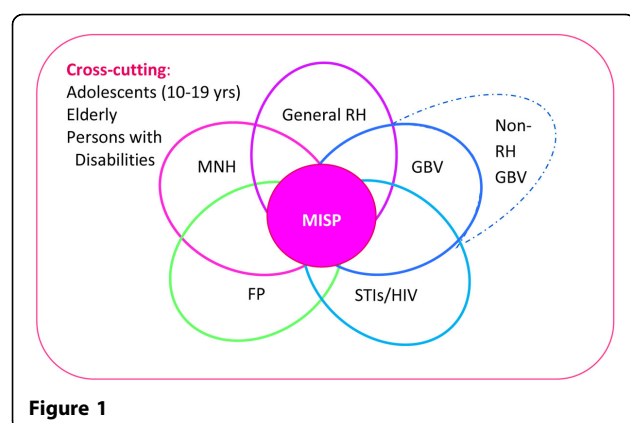 Cross-cutting:
Adolescents (10-19 yrs)
Elderly
Persons with
Disabilities
General RH
MNH
GBV
Non-
RH
GBV
MISP
FP
STIs/HIV
Figure 1